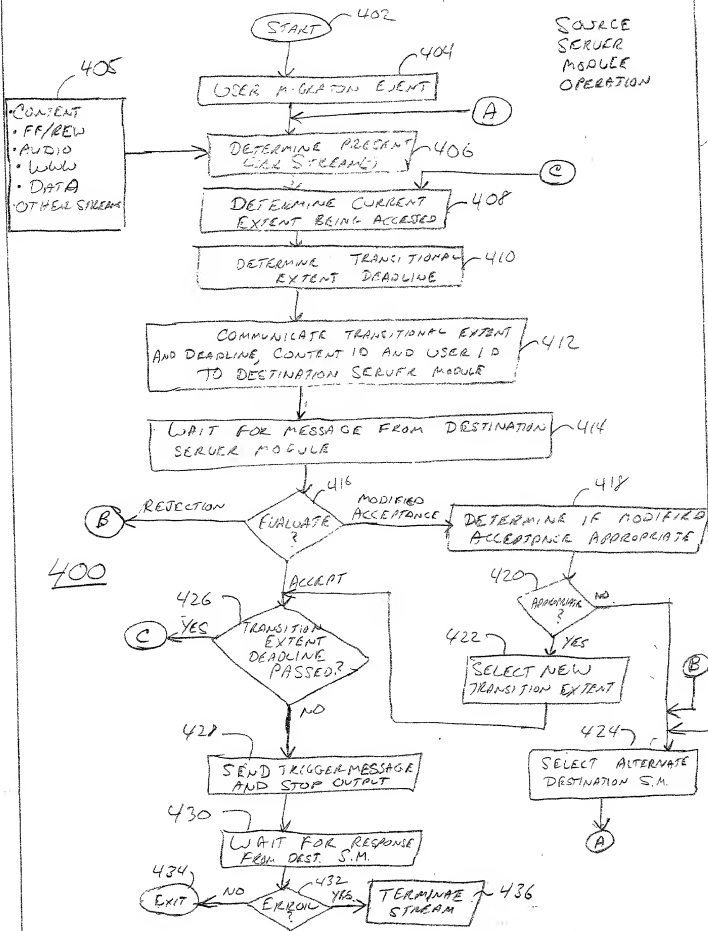 402
START
SOURCE
SERVER
MODULE
OPERATION
405
404
USER MIGRATON EVENT
A
•CONTENT
•FF/REW
•AUDIO
•WWW
•DATA
•OTHER STREAM
DETERMINE PRESENT
USER STREAM(S)
406
C
DETERMINE CURRENT
EXTENT BEING ACCESSED
408
DETERMINE TRANSITIONAL
EXTENT DEADLINE
410
COMMUNICATE TRANSITIONAL EXTENT
AND DEADLINE, CONTENT ID AND USER ID
TO DESTINATION SERVER MODULE
412
WAIT FOR MESSAGE FROM DESTINATION
SERVER MODULE
414
416
418
B
REJECTION
EVALUATE
?
MODIFIED
ACCEPTANCE
DETERMINE IF MODIFIED
ACCEPTANCE APPROPRIATE
400
ACCEPT
420
APPROPRIATE
?
NO
426
YES
C
YES
TRANSITION
EXTENT
DEADLINE
PASSED?
422
SELECT NEW
TRANSITION EXTENT
B
NO
428
424
SEND TRIGGER MESSAGE
AND STOP OUTPUT
SELECT ALTERNATE
DESTINATION S.M.
430
WAIT FOR RESPONSE
FROM DEST. S.M.
A
434
432
EXIT
NO
ERROR
?
YES
TERMINAE
STREAM
436